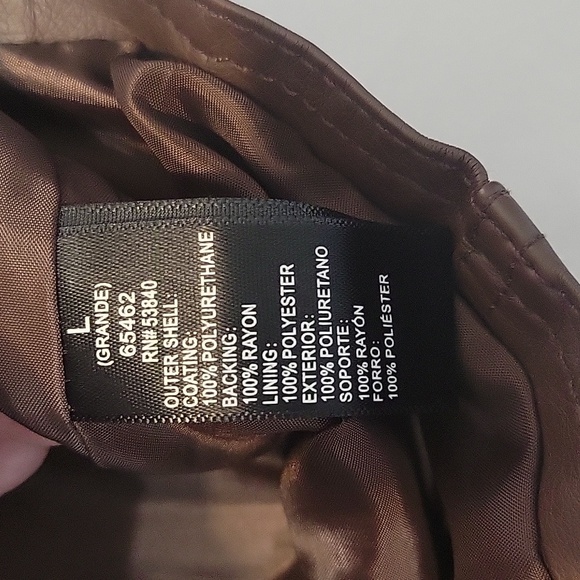 L
(GRANDE)
65462
RN# 53840
OUTER SHELL
COATING:
100% POLYURETHANE
BACKING:
100% RAYON
LINING:
100% POLYESTER
EXTERIOR:
100% POLIURETANO
SOPORTE:
100% RAYÓN
FORRO:
100% POLIÉSTER